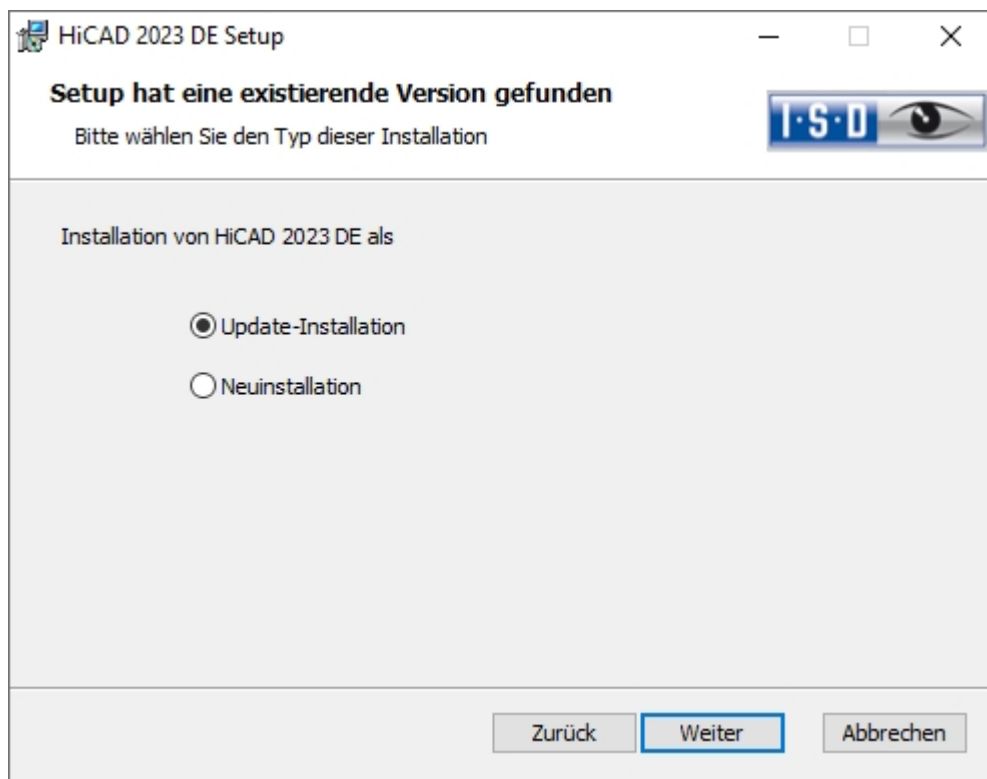 HiCAD 2023 DE Setup
Setup hat eine existierende Version gefunden
Bitte wählen Sie den Typ dieser Installation
I·S·D
Installation von HiCAD 2023 DE als
Update-Installation
Neuinstallation
Zurück Weiter Abbrechen